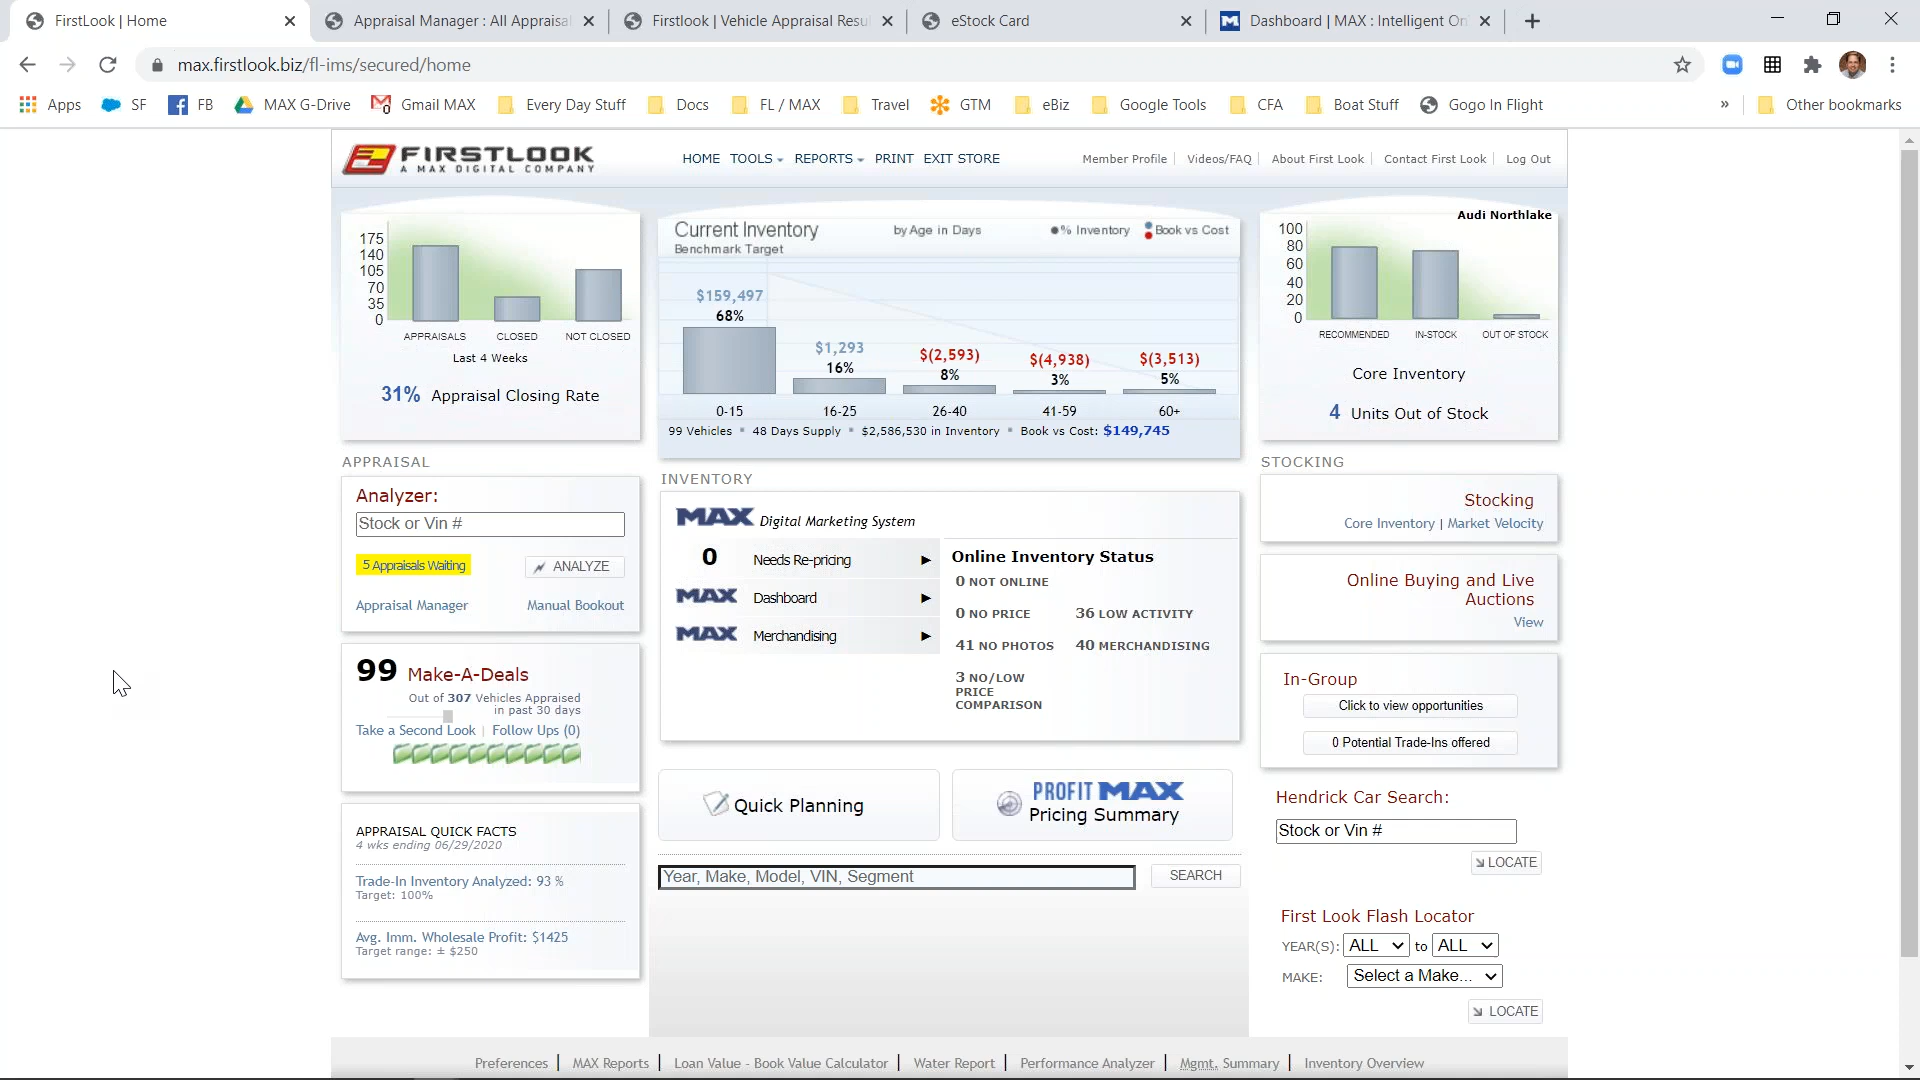 FirstLook | Home
Appraisal Manager : All Appraisal
Firstlook | Vehicle Appraisal Resul
eStock Card
Dashboard | MAX : Intelligent On
max.firstlook.biz/fl-ims/secured/home
Apps SF FB MAX G-Drive Gmail MAX Every Day Stuff Docs FL / MAX Travel GTM eBiz Google Tools CFA Boat Stuff Gogo In Flight » Other bookmarks
FIRSTLOOK
A MAX DIGITAL COMPANY
HOME TOOLS REPORTS PRINT EXIT STORE
Member Profile | Videos/FAQ | About First Look | Contact First Look | Log Out
175
140
105
70
35
0
APPRAISALS CLOSED NOT CLOSED
Last 4 Weeks
31% Appraisal Closing Rate
Current Inventory by Age in Days % Inventory Book vs Cost
Benchmark Target
$159,497
68%
$1,293
16%
$(2,593)
8%
$(4,938)
3%
$(3,513)
5%
0-15 16-25 26-40 41-59 60+
99 Vehicles 48 Days Supply $2,586,530 in Inventory Book vs Cost: $149,745
Audi Northlake
100
80
60
40
20
0
RECOMMENDED IN-STOCK OUT OF STOCK
Core Inventory
4 Units Out of Stock
APPRAISAL
Analyzer:
Stock or Vin #
5 Appraisals Waiting
ANALYZE
Appraisal Manager Manual Bookout
99 Make-A-Deals
Out of 307 Vehicles Appraised
in past 30 days
Take a Second Look | Follow Ups (0)
APPRAISAL QUICK FACTS
4 wks ending 06/29/2020
Trade-In Inventory Analyzed: 93 %
Target: 100%
Avg. Imm. Wholesale Profit: $1425
Target range: ± $250
INVENTORY
MAX Digital Marketing System
0 Needs Re-pricing
MAX Dashboard
MAX Merchandising
Online Inventory Status
0 NOT ONLINE
0 NO PRICE 36 LOW ACTIVITY
41 NO PHOTOS 40 MERCHANDISING
3 NO/LOW
PRICE
COMPARISON
Quick Planning
PROFIT MAX
Pricing Summary
Year, Make, Model, VIN, Segment
SEARCH
STOCKING
Stocking
Core Inventory | Market Velocity
Online Buying and Live
Auctions
View
In-Group
Click to view opportunities
0 Potential Trade-Ins offered
Hendrick Car Search:
Stock or Vin #
LOCATE
First Look Flash Locator
YEAR(S): ALL to ALL
MAKE: Select a Make...
LOCATE
Preferences | MAX Reports | Loan Value - Book Value Calculator | Water Report | Performance Analyzer | Mgmt. Summary | Inventory Overview